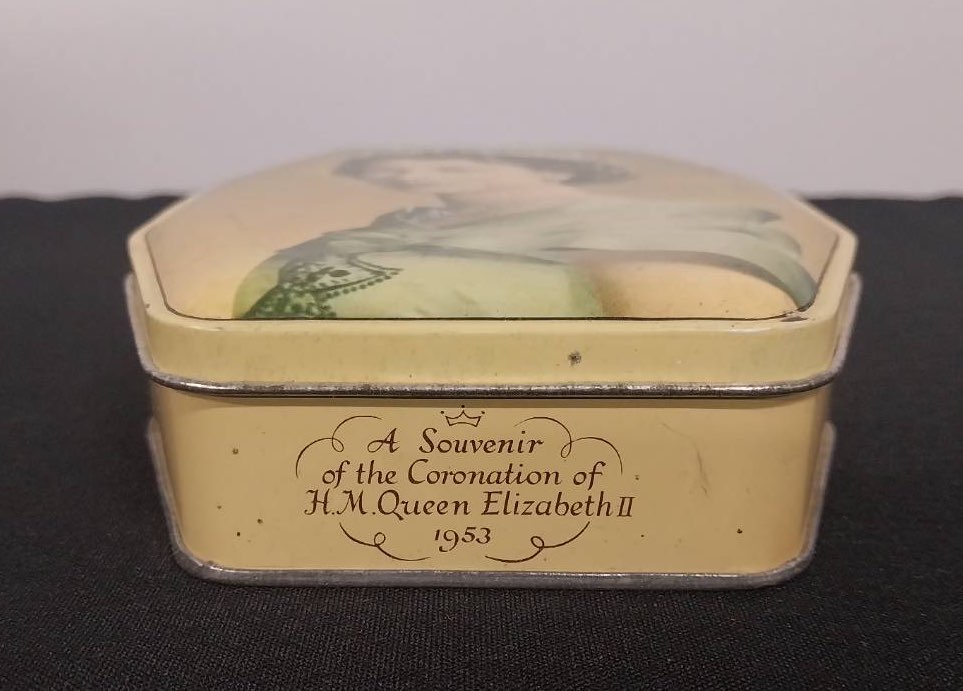 A Souvenir
of the Coronation of
H.M.Queen Elizabeth II
1953